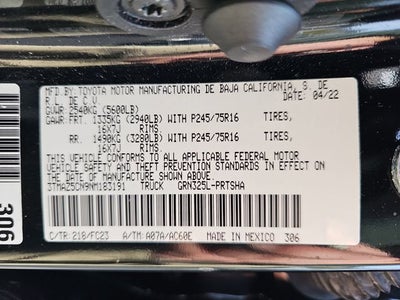 MFD.BY:TOYOTA MOTOR MANUFACTURING DE BAJA CALIFORNIA, S. DE
R.L. DE C.V. DATE: 04/22
GVWR 2540KG (5600LB)
GAWR FRT. 1335KG (2940LB) WITH P245/75R16 TIRES,
16X7J RIMS,
RR. 1490KG (3280LB) WITH P245/75R16 TIRES,
16X7J RIMS.
THIS VEHICLE CONFORMS TO ALL APPLICABLE FEDERAL MOTOR
VEHICLE SAFETY STANDARDS IN EFFECT ON
THE DATE OF MANUFACTURE SHOWN ABOVE.
3TMAZ5CN9NM183191 TRUCK GRN325L-PRTSHA
C/TR:218/FC23 A/TM:A07A/AC60E MADE IN MEXICO 306
306